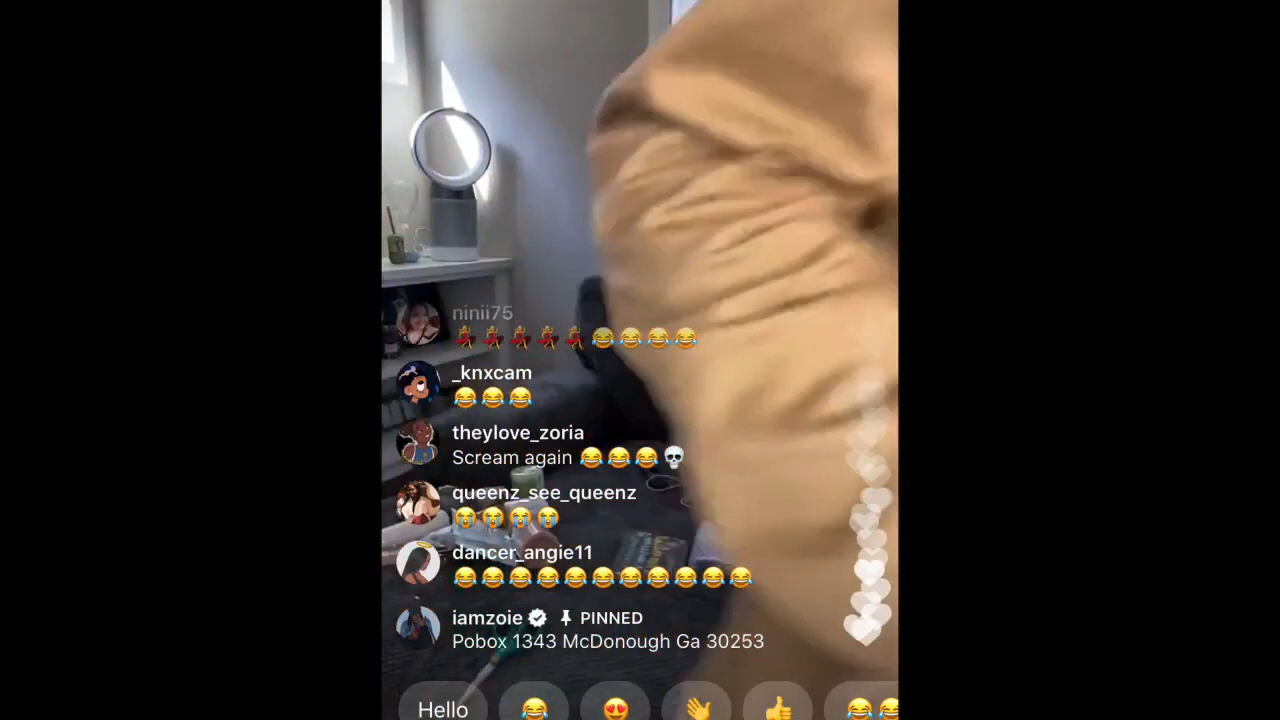 ninii75
💃💃💃💃💃😂😂😂😂
_knxcam
😂😂😂
theylove_zoria
Scream again 😂😂😂💀
queenz_see_queenz
😭😭😭😭
dancer_angie11
😂😂😂😂😂😂😂😂😂😂😂
iamzoie PINNED
Pobox 1343 McDonough Ga 30253
Hello 😂 😍 👋 👍 😂😂